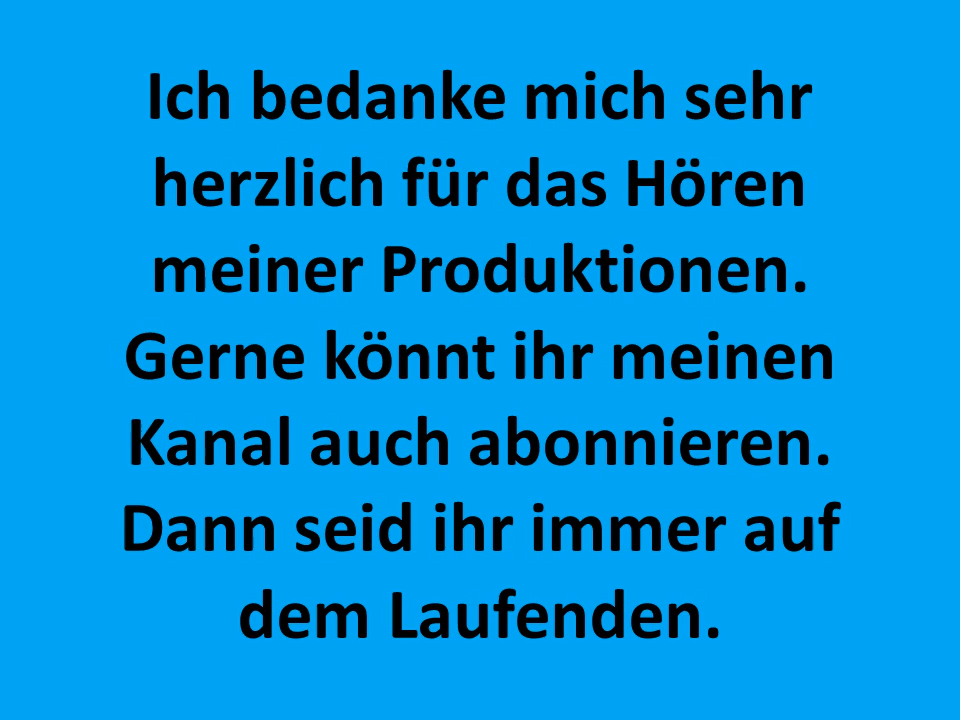 Ich bedanke mich sehr
herzlich für das Hören
meiner Produktionen.
Gerne könnt ihr meinen
Kanal auch abonnieren.
Dann seid ihr immer auf
dem Laufenden.